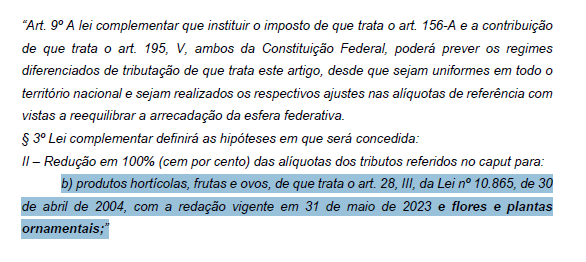 “Art. 9º A lei complementar que instituir o imposto de que trata o art. 156-A e a contribuição
de que trata o art. 195, V, ambos da Constituição Federal, poderá prever os regimes
diferenciados de tributação de que trata este artigo, desde que sejam uniformes em todo o
território nacional e sejam realizados os respectivos ajustes nas alíquotas de referência com
vistas a reequilibrar a arrecadação da esfera federativa.
§ 3º Lei complementar definirá as hipóteses em que será concedida:
II – Redução em 100% (cem por cento) das alíquotas dos tributos referidos no caput para:
b) produtos hortícolas, frutas e ovos, de que trata o art. 28, III, da Lei nº 10.865, de 30
de abril de 2004, com a redação vigente em 31 de maio de 2023 e flores e plantas
ornamentais;”